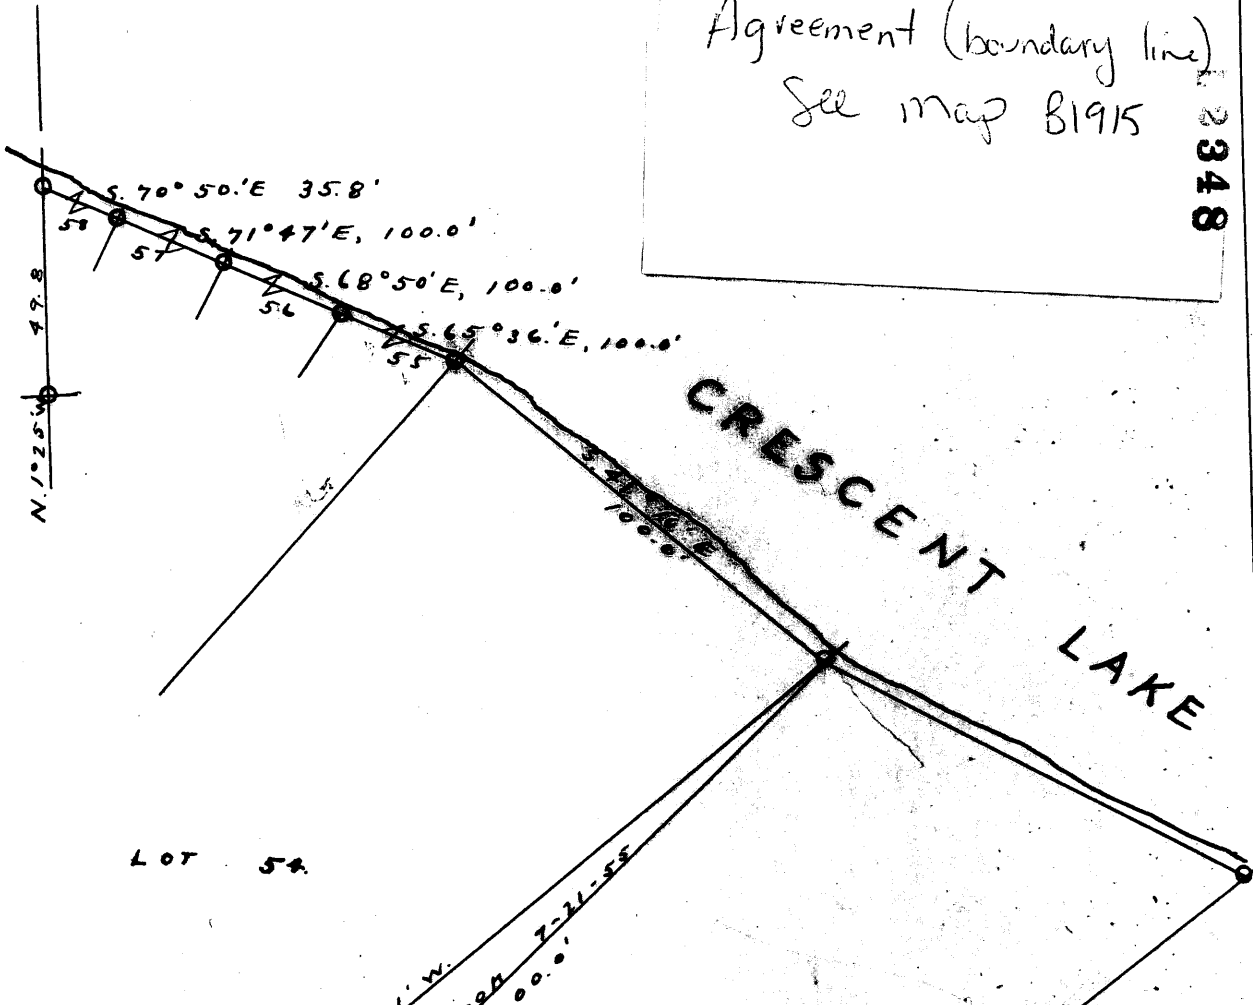 Agreement (boundary line)
See map B1915
L 2348
S. 70° 50.'E 35.8'
58
S. 71° 47'E, 100.0'
57
S. 68° 50'E, 100.0'
56
S. 65° 36.'E, 100.0'
55
49.8
N. 1° 25' W
CRESCENT LAKE
100.0'
LOT 54.
7-21-55
00.0'
' W.